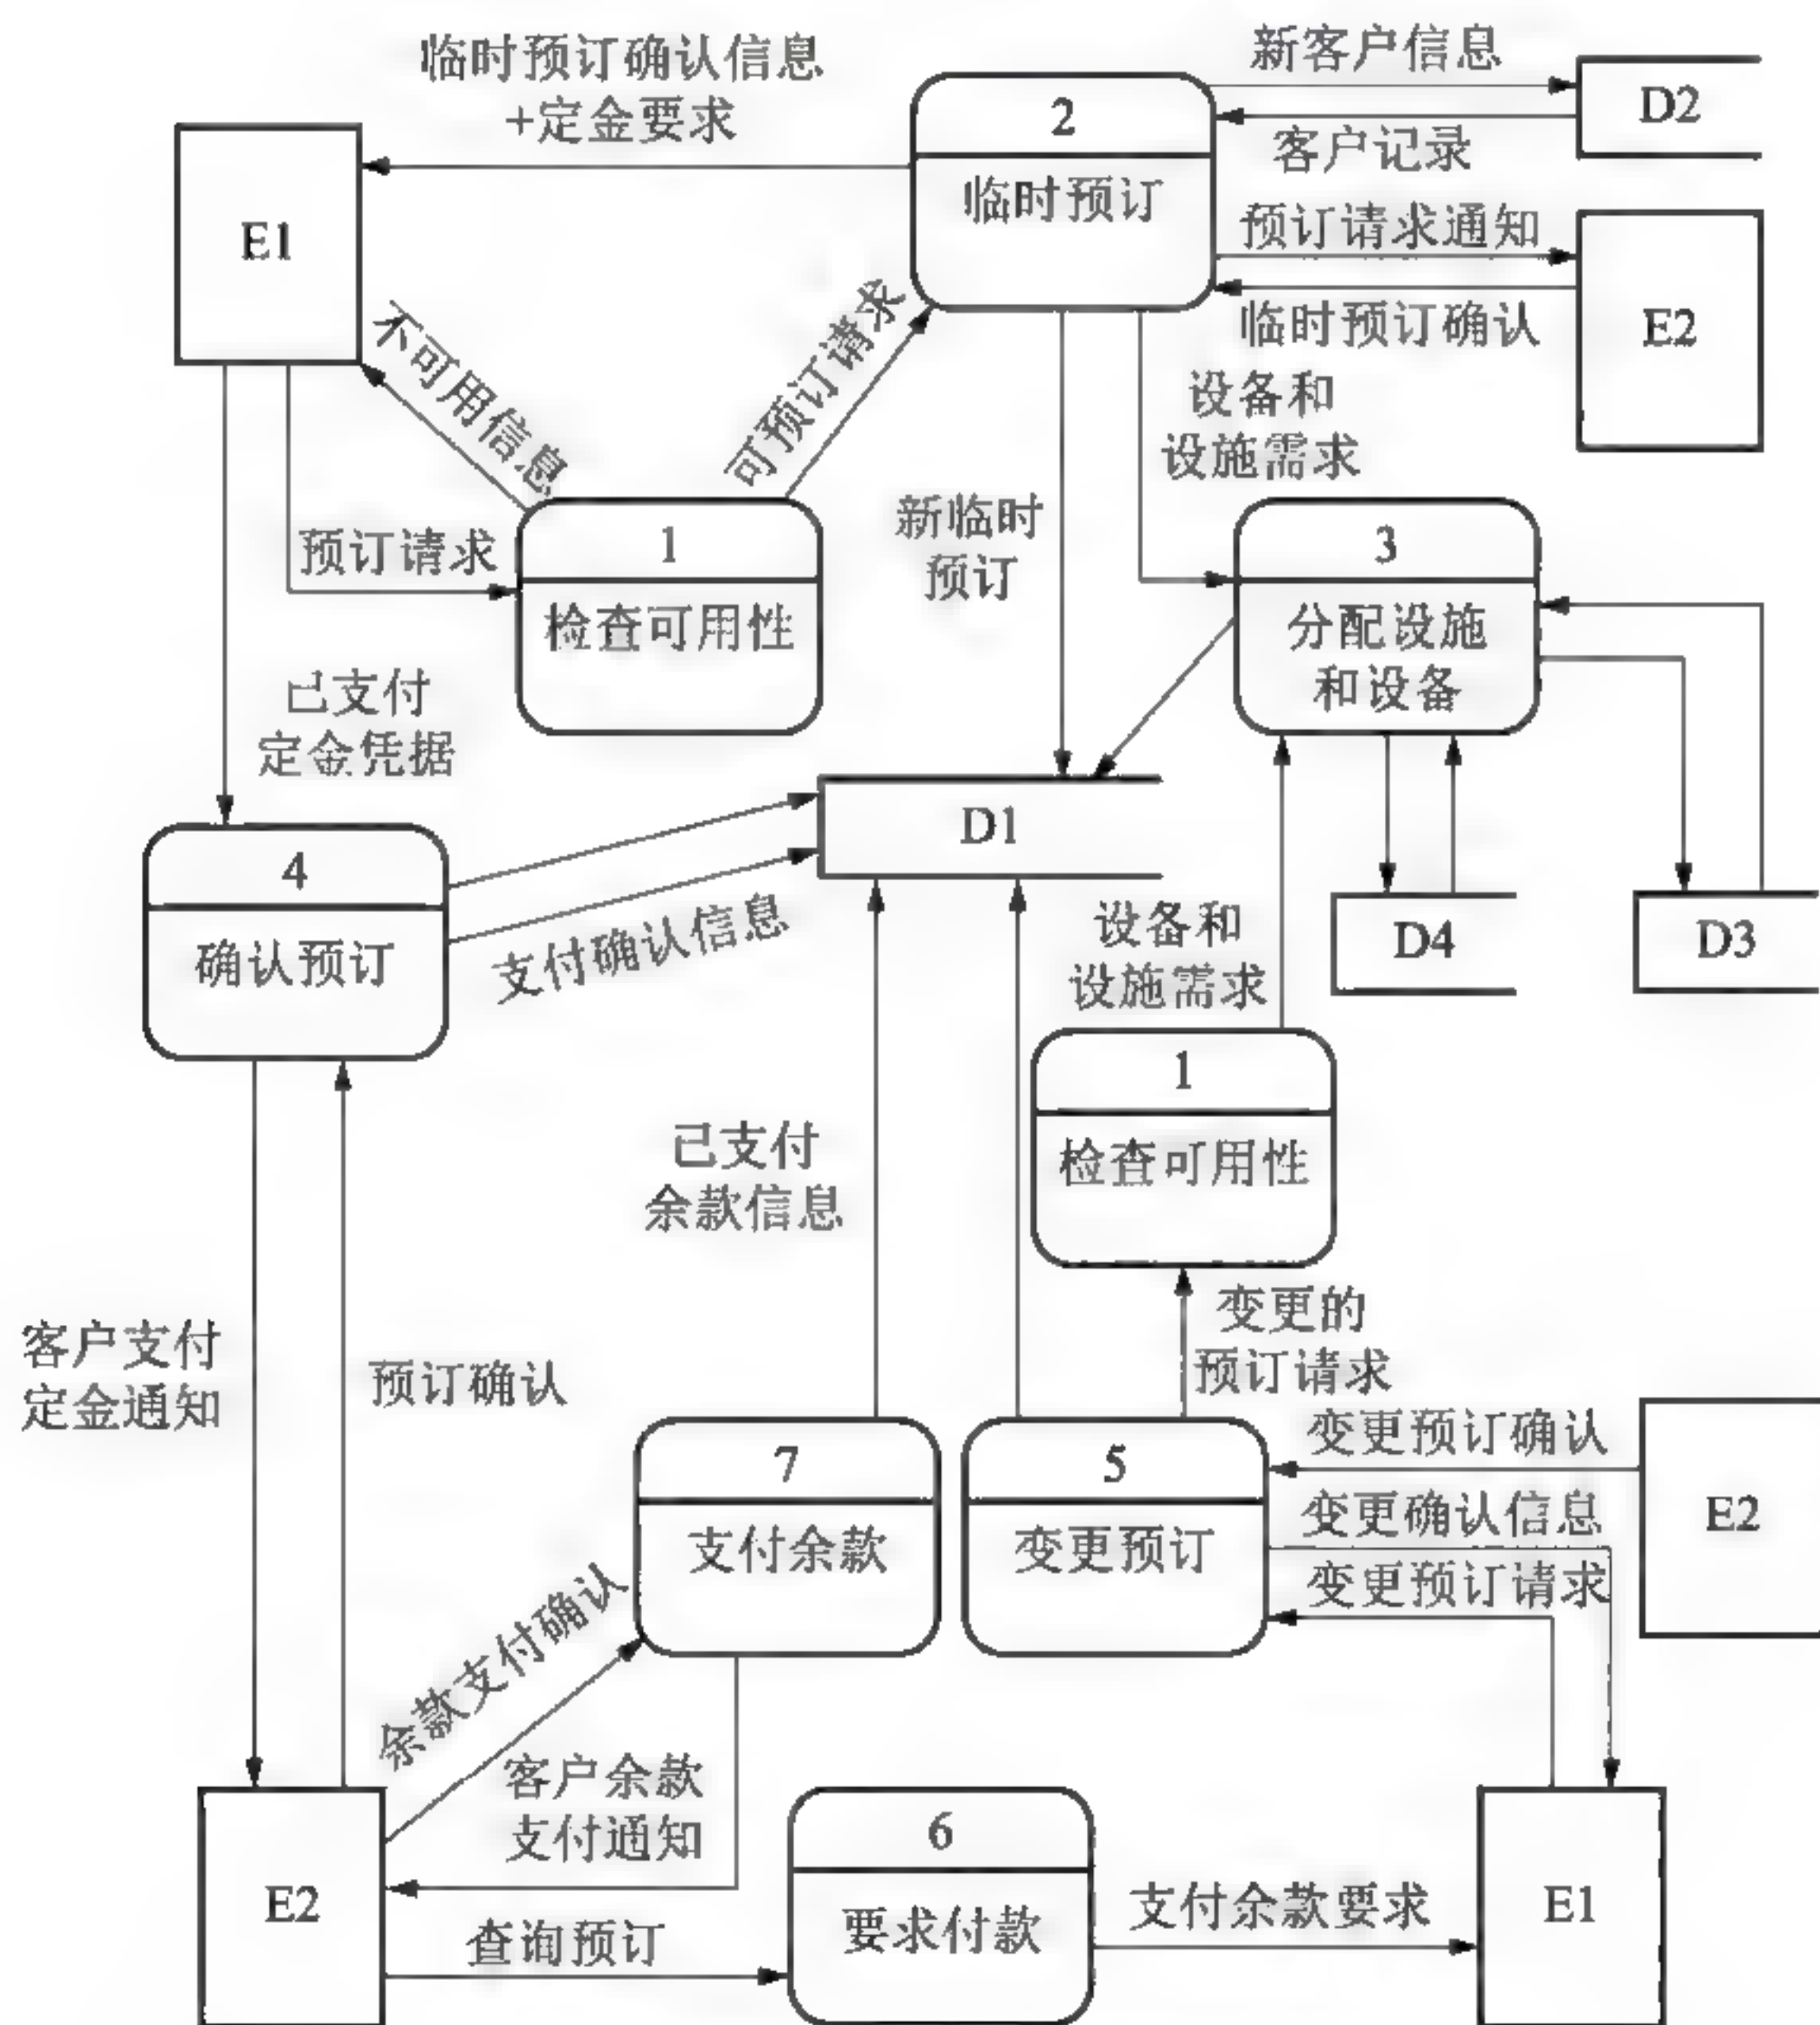 临时预订确认信息
+定金要求
新客户信息
2
D2
客户记录
临时预订
预订请求通知
E1
临时预订确认
E2
不可用信息
可预订请求
设备和
设施需求
新临时
预订
预订请求
1
检查可用性
3
分配设施
和设备
已支付
定金凭据
D1
4
确认预订
支付确认信息
设备和
设施需求
D4
D3
1
检查可用性
已支付
余款信息
变更的
预订请求
客户支付
定金通知
预订确认
7
支付余款
5
变更预订
变更预订确认
变更确认信息
变更预订请求
E2
余款支付确认
客户余款
支付通知
6
要求付款
支付余款要求
E1
E2
查询预订